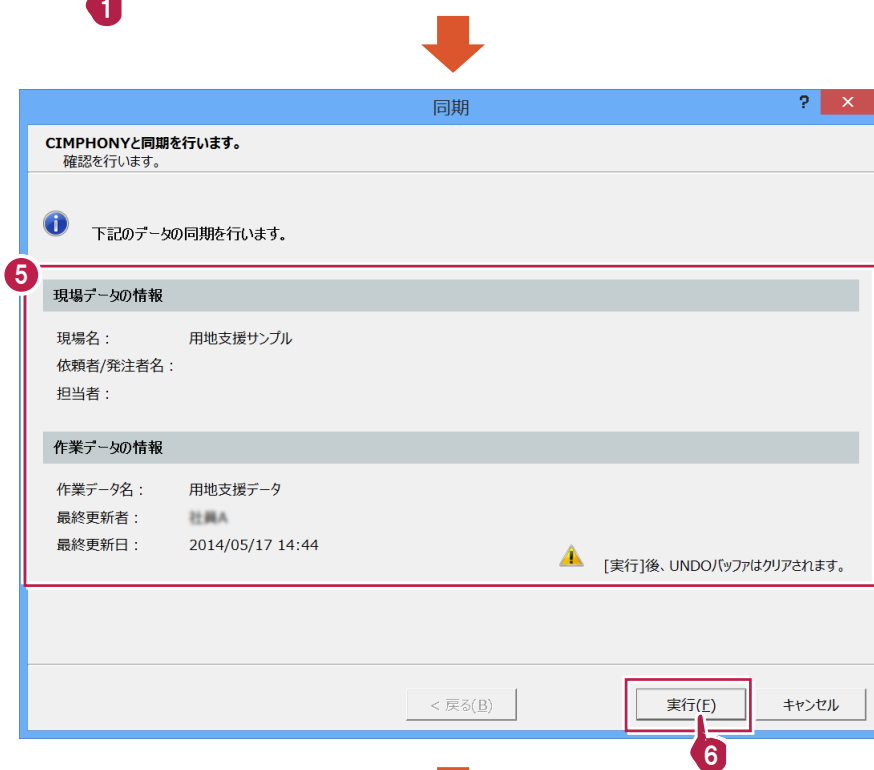 1
同期
?
CIMPHONYと同期を行います。
確認を行います。
下記のデータの同期を行います。
5
現場データの情報
現場名： 用地支援サンプル
依頼者/発注者名：
担当者：
作業データの情報
作業データ名： 用地支援データ
最終更新者：
最終更新日： 2014/05/17 14:44
[実行]後、UNDOバッファはクリアされます。
< 戻る(B) 実行(F) キャンセル
6